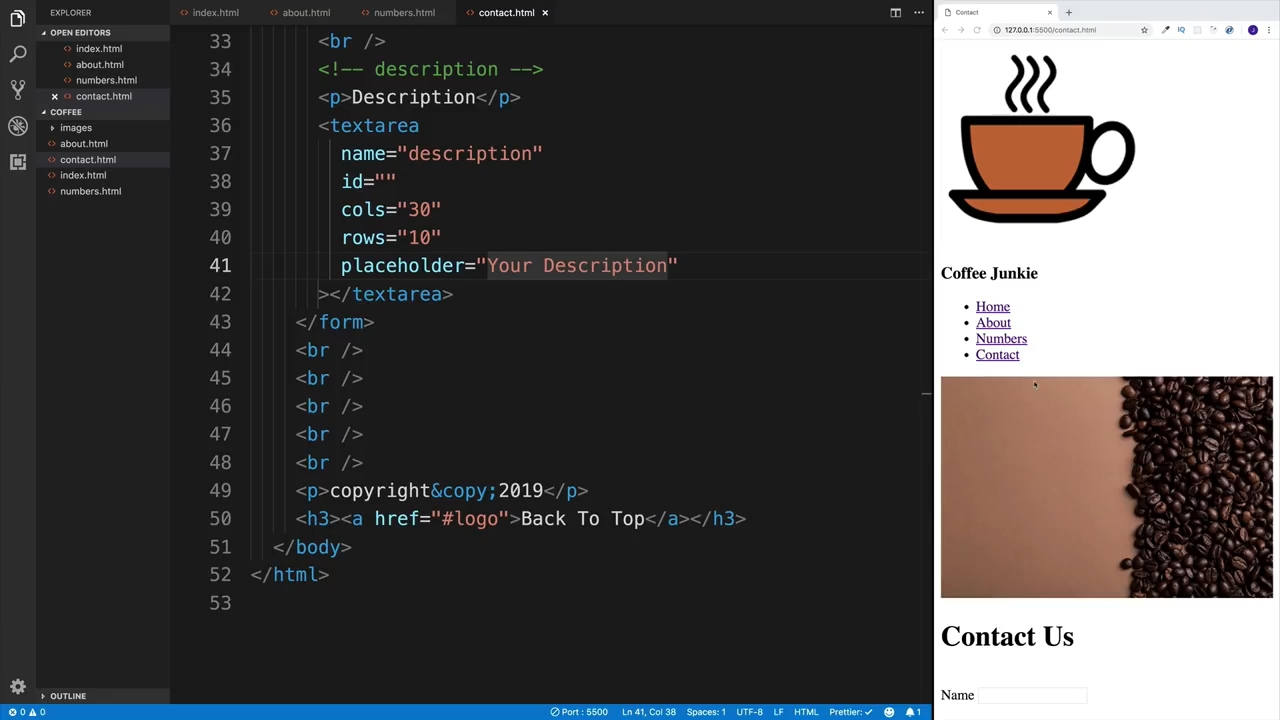 EXPLORER
OPEN EDITORS
index.html
about.html
numbers.html
contact.html
COFFEE
images
about.html
contact.html
index.html
numbers.html
OUTLINE
index.html about.html numbers.html contact.html
33 <br />
34 <!-- description -->
35 <p>Description</p>
36 <textarea
37 name="description"
38 id=""
39 cols="30"
40 rows="10"
41 placeholder="Your Description"
42 ></textarea>
43 </form>
44 <br />
45 <br />
46 <br />
47 <br />
48 <br />
49 <p>copyright&copy;2019</p>
50 <h3><a href="#logo">Back To Top</a></h3>
51 </body>
52 </html>
53
0 0 Port : 5500 Ln 41, Col 38 Spaces: 1 UTF-8 LF HTML Prettier: 1
Contact
127.0.0.1:5500/contact.html
IQ
J
Coffee Junkie
Home
About
Numbers
Contact
Contact Us
Name